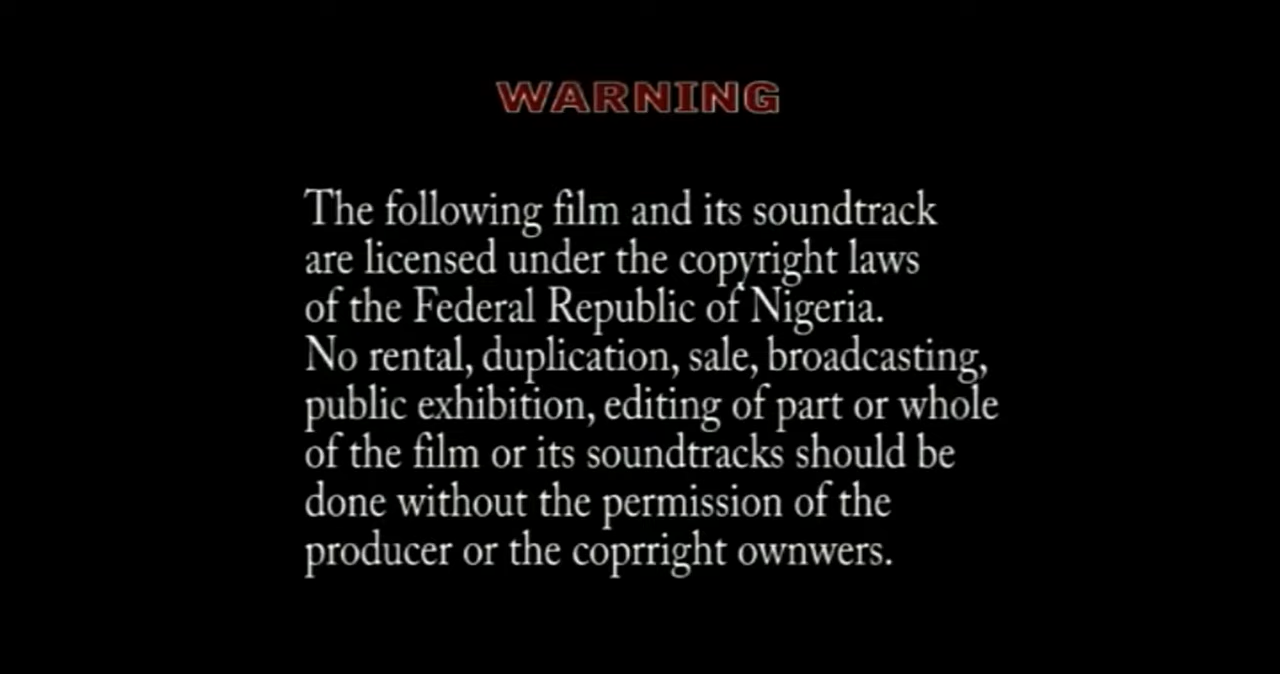 WARNING
The following film and its soundtrack
are licensed under the copyright laws
of the Federal Republic of Nigeria.
No rental, duplication, sale, broadcasting,
public exhibition, editing of part or whole
of the film or its soundtracks should be
done without the permission of the
producer or the coprright ownwers.